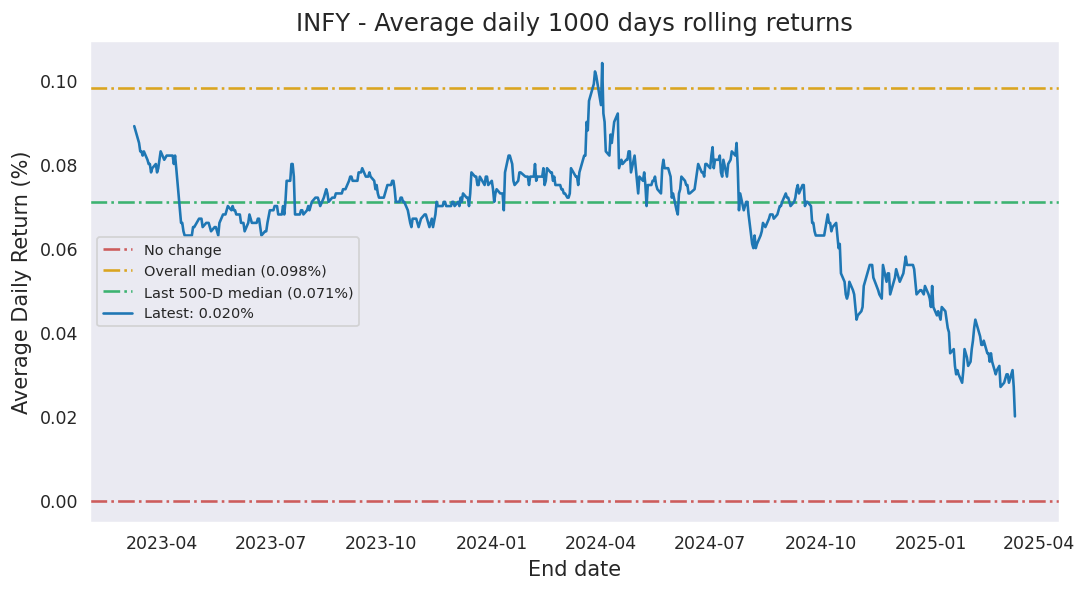 INFY - Average daily 1000 days rolling returns
Average Daily Return (%)
0.10
0.08
0.06
0.04
0.02
0.00
No change
Overall median (0.098%)
Last 500-D median (0.071%)
Latest: 0.020%
2023-04 2023-07 2023-10 2024-01 2024-04 2024-07 2024-10 2025-01 2025-04
End date